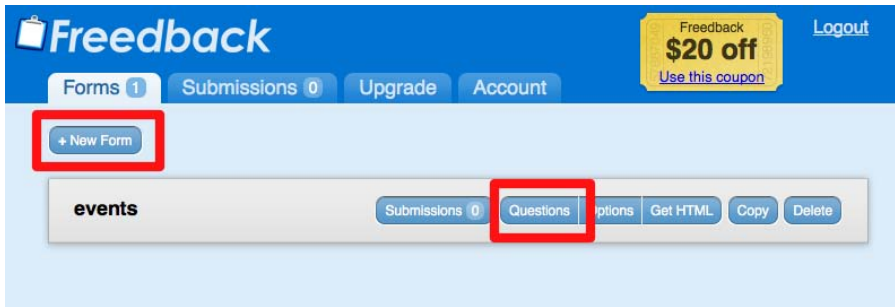 Freedback
Freedback
$20 off
Use this coupon
Logout
Forms 1
Submissions 0
Upgrade
Account
+ New Form
events
Submissions 0
Questions
Options
Get HTML
Copy
Delete